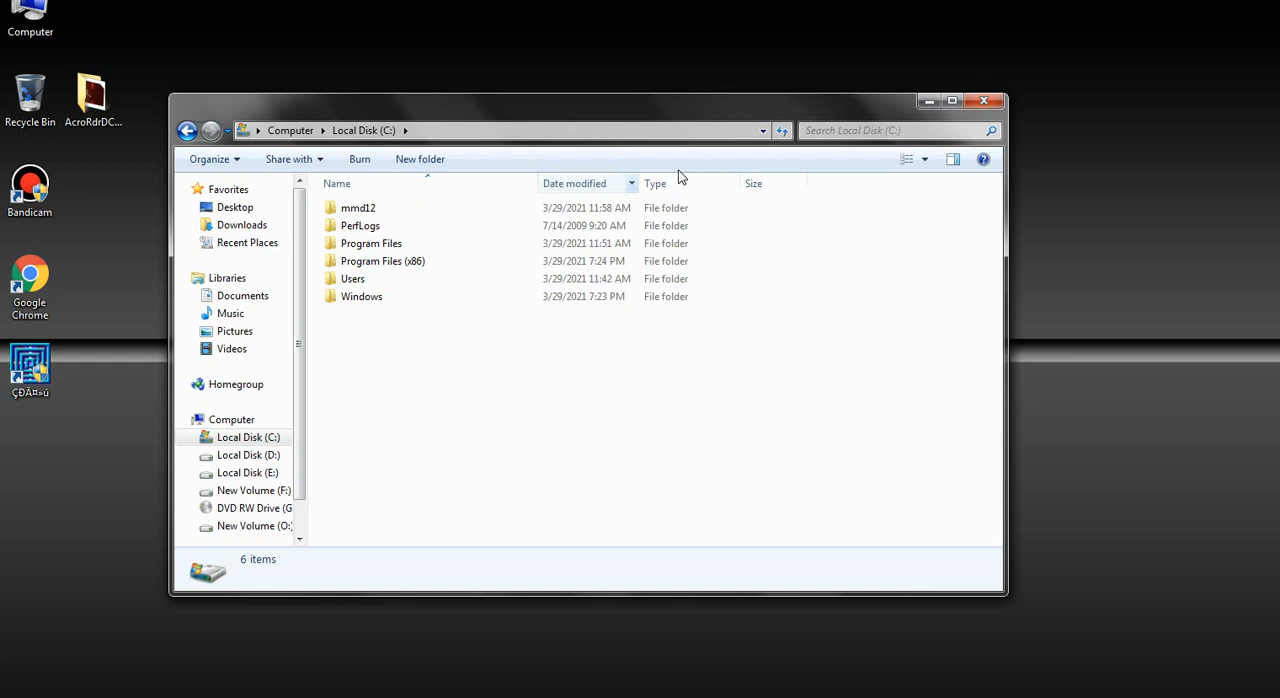 Computer
Recycle Bin
AcroRdrDC...
Bandicam
Google
Chrome
ÇÐÄ¤»ú
Computer
Local Disk (C:)
Search Local Disk (C:)
Organize
Share with
Burn
New folder
Name
Date modified
Type
Size
Favorites
Desktop
Downloads
Recent Places
Libraries
Documents
Music
Pictures
Videos
Homegroup
Computer
Local Disk (C:)
Local Disk (D:)
Local Disk (E:)
New Volume (F:)
DVD RW Drive (G
New Volume (O:)
mmd12 3/29/2021 11:58 AM File folder
PerfLogs 7/14/2009 9:20 AM File folder
Program Files 3/29/2021 11:51 AM File folder
Program Files (x86) 3/29/2021 7:24 PM File folder
Users 3/29/2021 11:42 AM File folder
Windows 3/29/2021 7:23 PM File folder
6 items